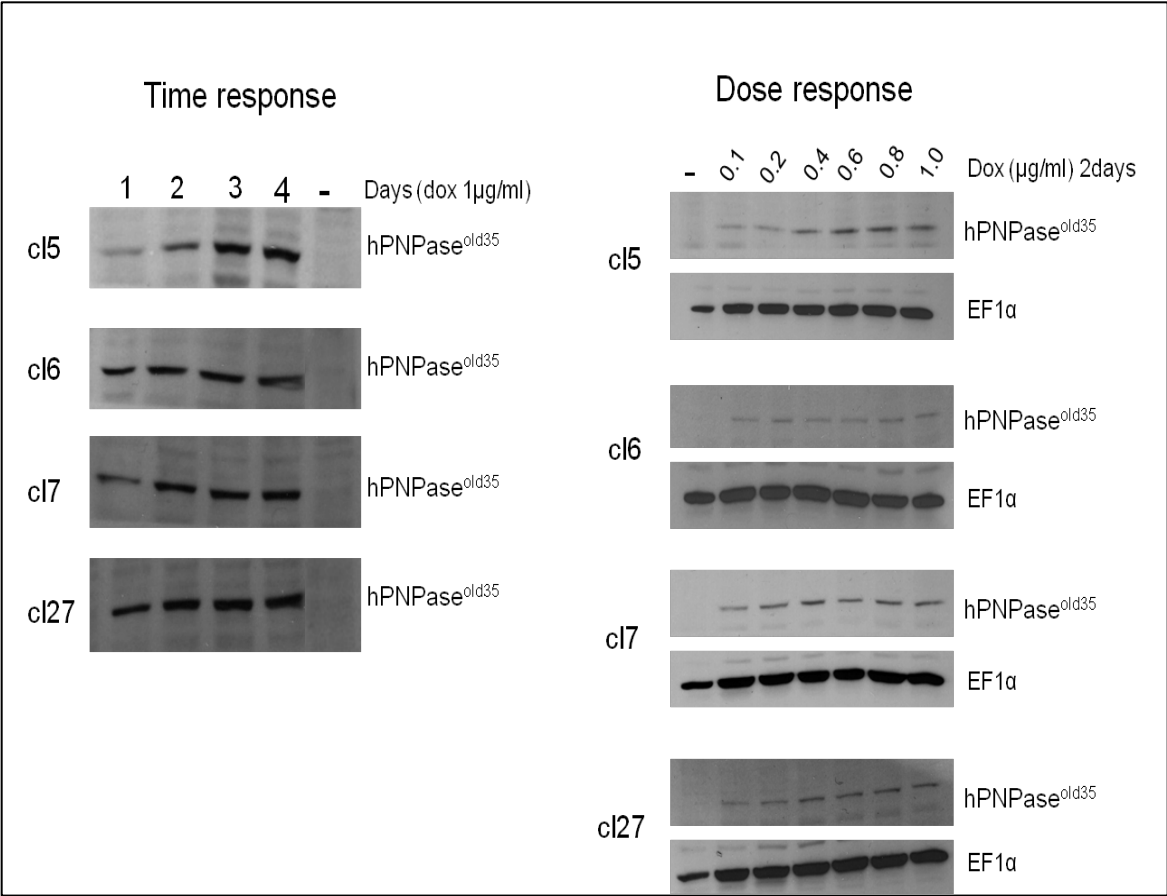 Time response
1 2 3 4 - Days (dox 1µg/ml)
cl5 hPNPase^old35
cl6 hPNPase^old35
cl7 hPNPase^old35
cl27 hPNPase^old35
Dose response
- 0.1 0.2 0.4 0.6 0.8 1.0 Dox (µg/ml) 2days
hPNPase^old35
cl5
EF1α
hPNPase^old35
cl6
EF1α
hPNPase^old35
cl7
EF1α
hPNPase^old35
cl27
EF1α